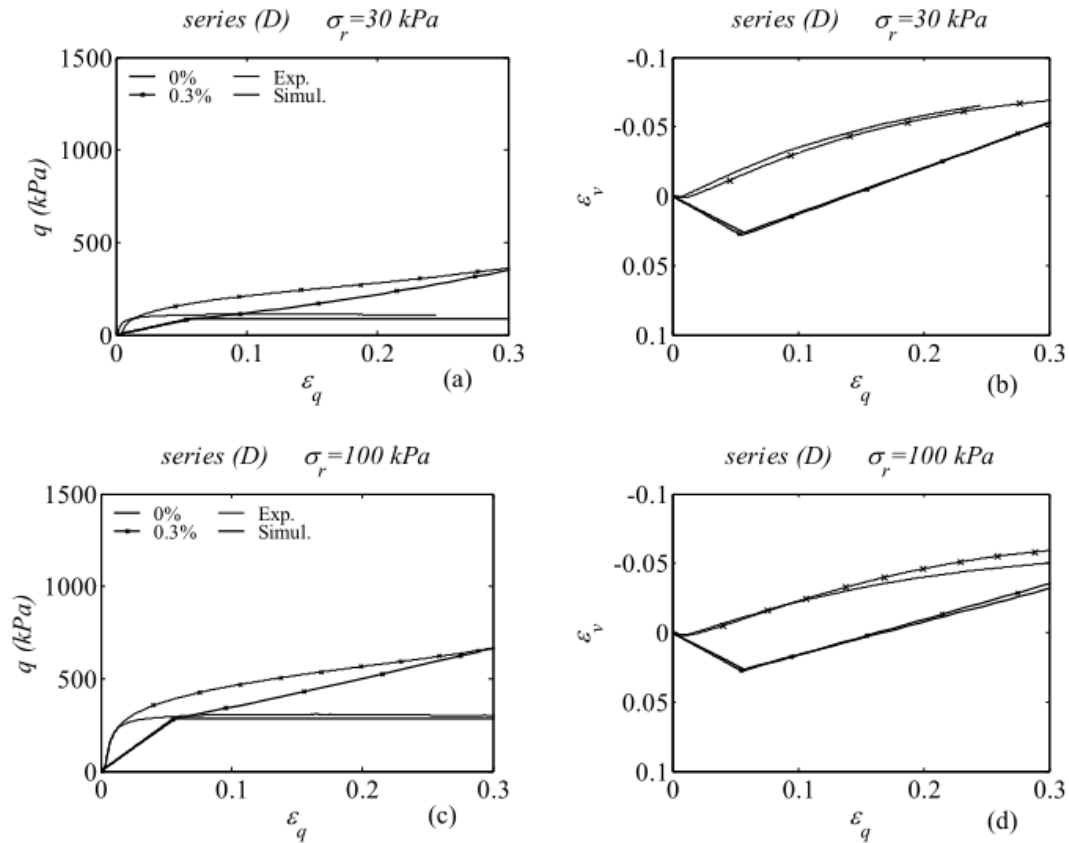 series (D) σr=30 kPa
1500
1000
500
0
q (kPa)
0% Exp.
0.3% Simul.
0 0.1 0.2 0.3
εq
(a)
series (D) σr=30 kPa
-0.1
-0.05
0
0.05
0.1
εv
0 0.1 0.2 0.3
εq
(b)
series (D) σr=100 kPa
1500
1000
500
0
q (kPa)
0% Exp.
0.3% Simul.
0 0.1 0.2 0.3
εq
(c)
series (D) σr=100 kPa
-0.1
-0.05
0
0.05
0.1
εv
0 0.1 0.2 0.3
εq
(d)